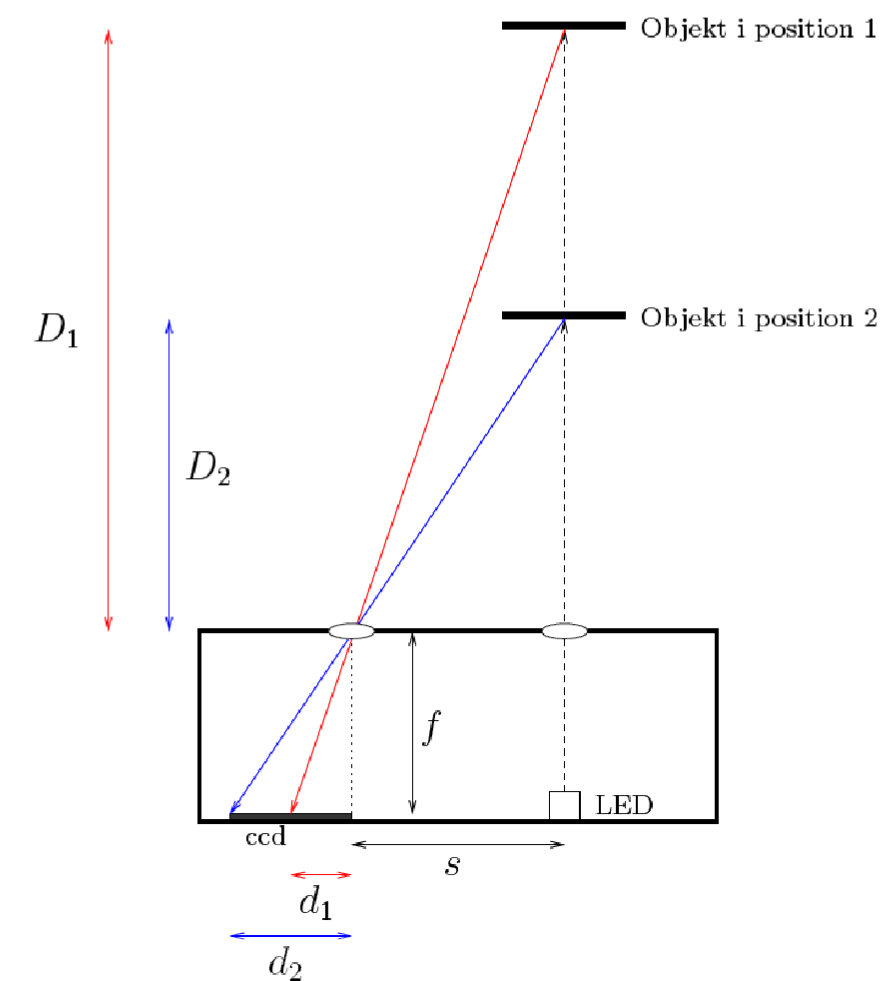 Objekt i position 1
D₁
Objekt i position 2
D₂
f
LED
ccd
s
d₁
d₂